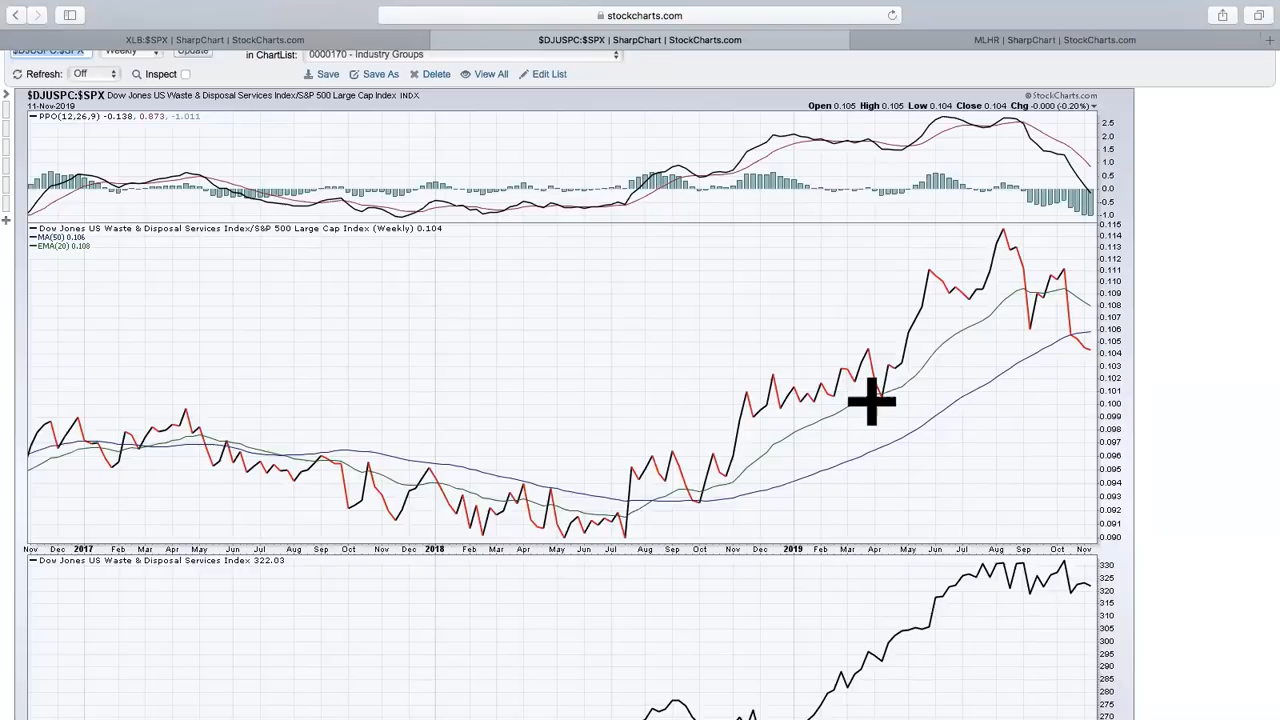 stockcharts.com
XLB:$SPX | SharpChart | StockCharts.com
$DJUSPC:$SPX | SharpChart | StockCharts.com
MLHR | SharpChart | StockCharts.com
$DJUSPC:$SPX Weekly Update in ChartList: 0000170 - Industry Groups
Refresh: Off Inspect Save Save As Delete View All Edit List
$DJUSPC:$SPX Dow Jones US Waste & Disposal Services Index/S&P 500 Large Cap Index INDX
© StockCharts.com
11-Nov-2019
Open 0.105 High 0.105 Low 0.104 Close 0.104 Chg -0.000 (-0.20%)
PPO(12,26,9) -0.138, 0.873, -1.011
2.5
2.0
1.5
1.0
0.5
0.0
-0.5
-1.0
Dow Jones US Waste & Disposal Services Index/S&P 500 Large Cap Index (Weekly) 0.104
MA(50) 0.106
EMA(20) 0.108
0.115
0.114
0.113
0.112
0.111
0.109
0.108
0.107
0.106
0.105
0.104
0.102
0.101
0.100
0.099
0.098
0.097
0.095
0.094
0.093
0.092
0.091
0.090
Nov Dec 2017 Feb Mar Apr May Jun Jul Aug Sep Oct Nov Dec 2018 Feb Mar Apr May Jun Jul Aug Sep Oct Nov Dec 2019 Feb Mar Apr May Jun Jul Aug Sep Oct Nov
Dow Jones US Waste & Disposal Services Index 322.03
330
320
315
310
305
300
295
290
285
280
275
270